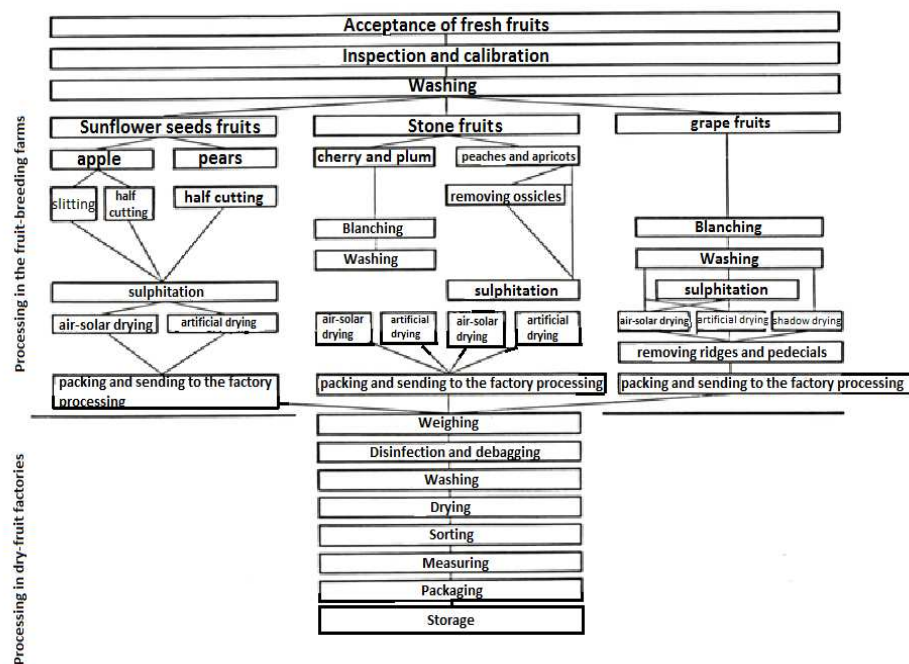 Acceptance of fresh fruits
Inspection and calibration
Washing
Processing in the fruit-breeding farms
Sunflower seeds fruits
Stone fruits
grape fruits
apple
pears
cherry and plum
peaches and apricots
slitting
half
cutting
half cutting
removing ossicles
Blanching
Washing
Blanching
Washing
sulphitation
sulphitation
sulphitation
air-solar drying
artificial drying
air-solar
drying
artificial
drying
air-solar
drying
artificial
drying
air-solar drying
artificial drying
shadow drying
removing ridges and pedecials
packing and sending to the factory
processing
packing and sending to the factory processing
packing and sending to the factory processing
Processing in dry-fruit factories
Weighing
Disinfection and debagging
Washing
Drying
Sorting
Measuring
Packaging
Storage